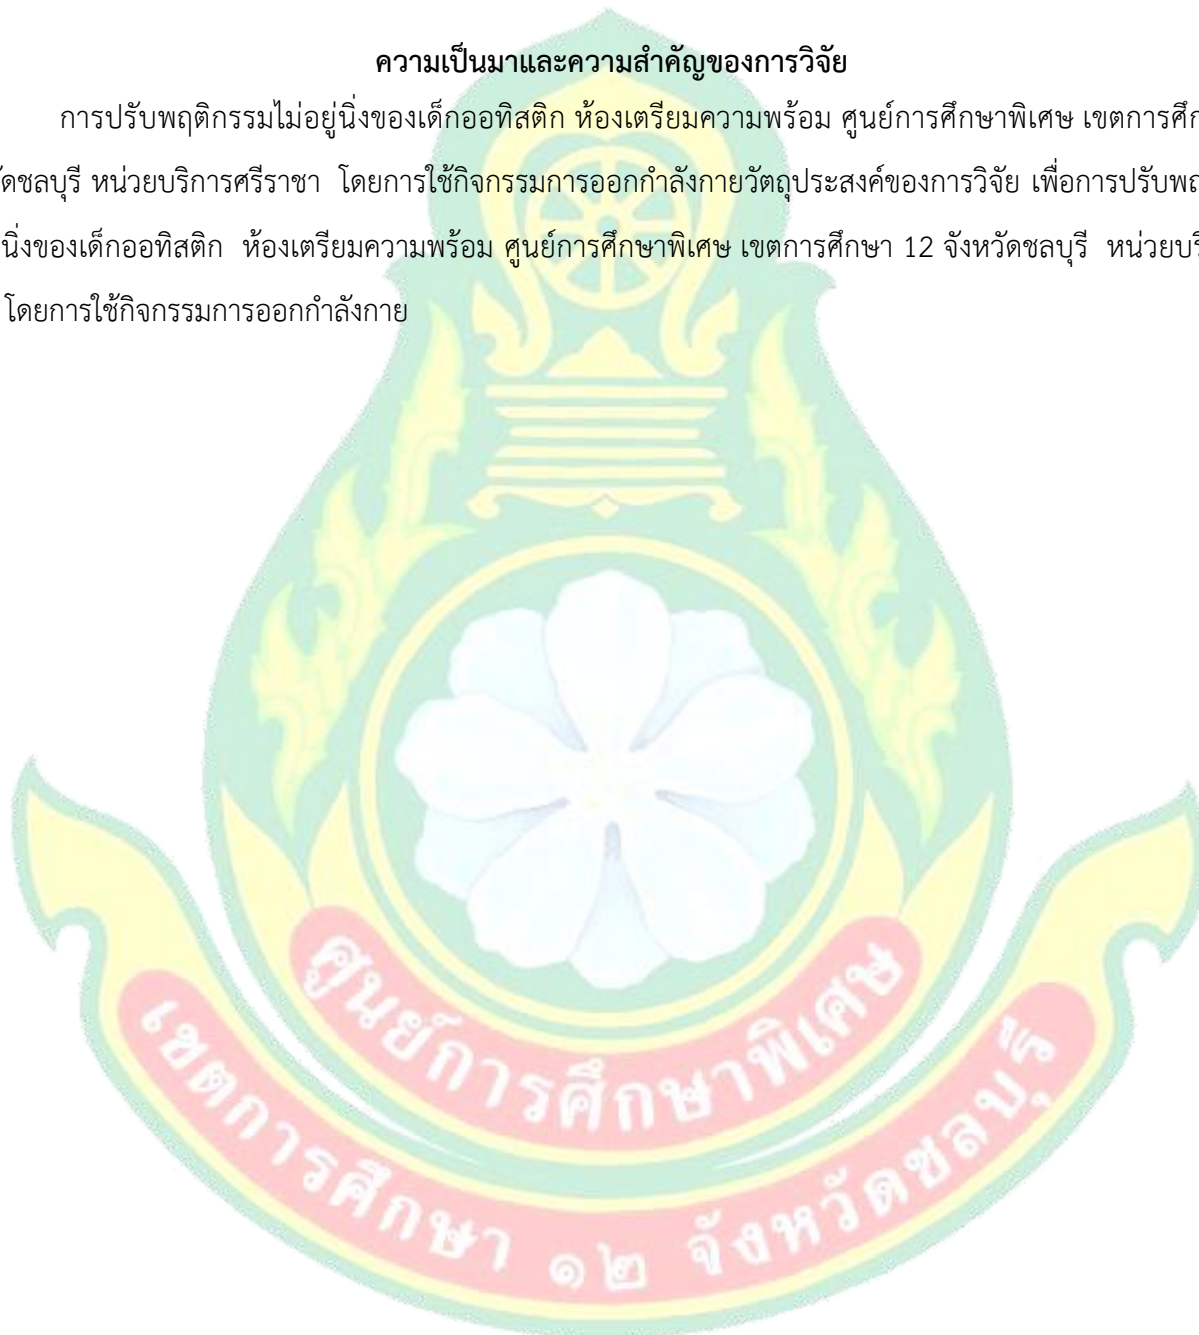 ความเป็นมาและความสำคัญของการวิจัย
การปรับพฤติกรรมไม่อยู่นิ่งของเด็กออทิสติก ห้องเตรียมความพร้อม ศูนย์การศึกษาพิเศษ
ชลบุรี หน่วยบริการศรีราชา โดยการใช้กิจกรรมการออกกำลังกายวัตถุประสงค์ของการวิจัย เพื่อการปรับ
นิ่งของเด็กออทิสติก ห้องเตรียมความพร้อม ศูนย์การศึกษาพิเศษ เขตการศึกษา 12 จังหวัดชลบุรี
โดยการใช้กิจกรรมการออกกำลังกาย
ศูนย์การศึกษาพิเศษ
เขตการศึกษา ๑๒ จังหวัดชลบุรี